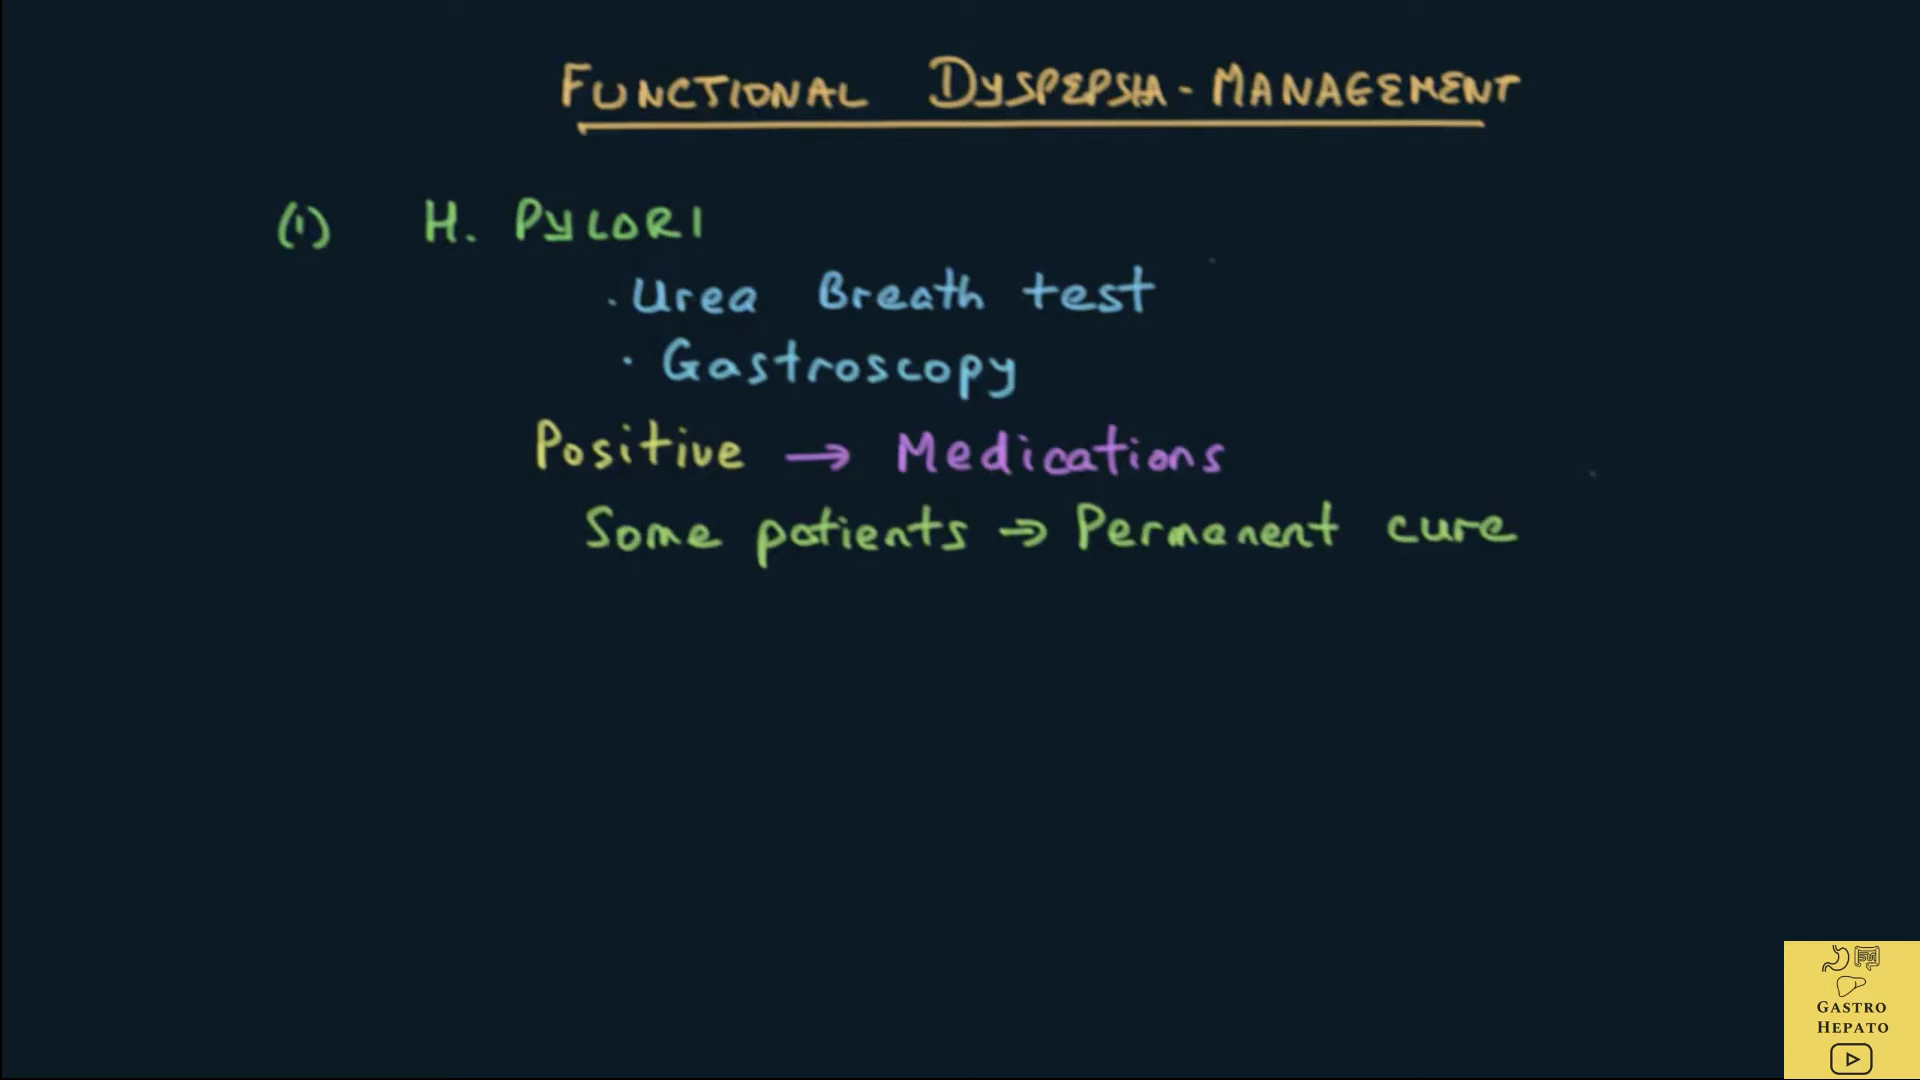 FUNCTIONAL DYSPEPSIA - MANAGEMENT
(1) H. PYLORI
. Urea Breath test
. Gastroscopy
Positive → Medications
Some patients → Permanent cure
GASTRO
HEPATO